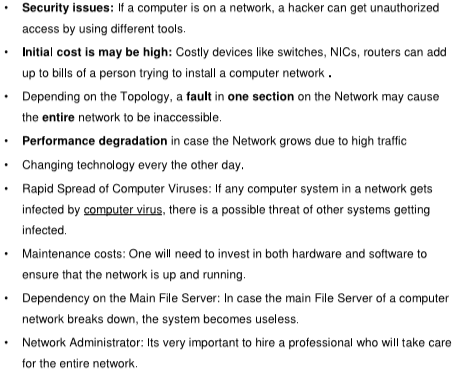 • Security issues: If a computer is on a network, a hacker can get unauthorized
access by using different tools.
• Initial cost is may be high: Costly devices like switches, NICs, routers can add
up to bills of a person trying to install a computer network .
• Depending on the Topology, a fault in one section on the Network may cause
the entire network to be inaccessible.
• Performance degradation in case the Network grows due to high traffic
• Changing technology every the other day.
• Rapid Spread of Computer Viruses: If any computer system in a network gets
infected by computer virus, there is a possible threat of other systems getting
infected.
• Maintenance costs: One will need to invest in both hardware and software to
ensure that the network is up and running.
• Dependency on the Main File Server: In case the main File Server of a computer
network breaks down, the system becomes useless.
• Network Administrator: Its very important to hire a professional who will take care
for the entire network.